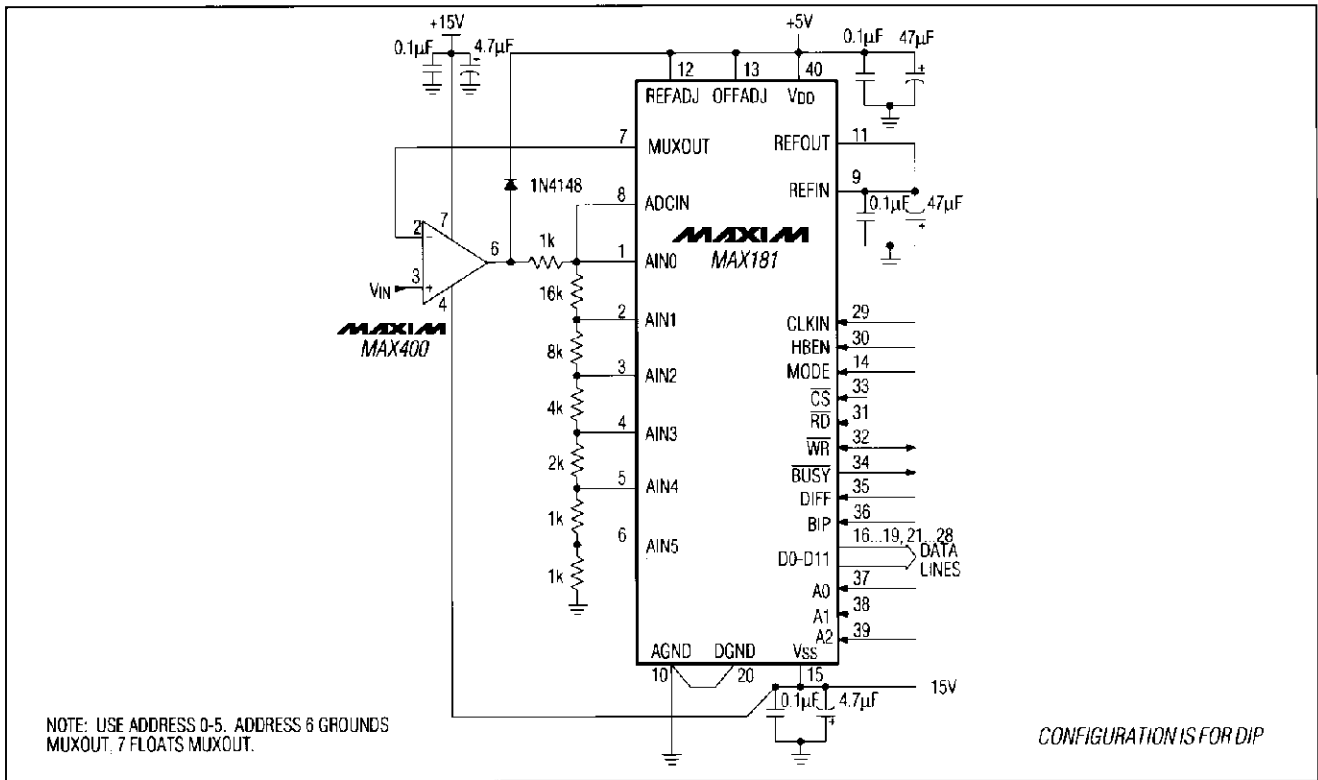 +15V
+5V
0.1µF
4.7µF
0.1µF
47µF
12
13
40
REFADJ
OFFADJ
VDD
7
MUXOUT
REFOUT
11
1N4148
8
ADCIN
REFIN
9
0.1µF
47µF
MAXIM
MAX181
2
-
7
6
1k
1
AIN0
VIN
3
+
4
16k
MAXIM
MAX400
2
AIN1
CLKIN
29
8k
HBEN
30
3
AIN2
MODE
14
4k
CS
33
RD
31
4
AIN3
WR
32
2k
BUSY
34
5
AIN4
DIFF
35
1k
BIP
36
6
AIN5
16...19, 21...28
D0-D11
DATA
LINES
1k
A0
37
A1
38
A2
39
AGND
DGND
VSS
10
20
15
15V
0.1µF
4.7µF
NOTE: USE ADDRESS 0-5. ADDRESS 6 GROUNDS
MUXOUT, 7 FLOATS MUXOUT.
CONFIGURATION IS FOR DIP